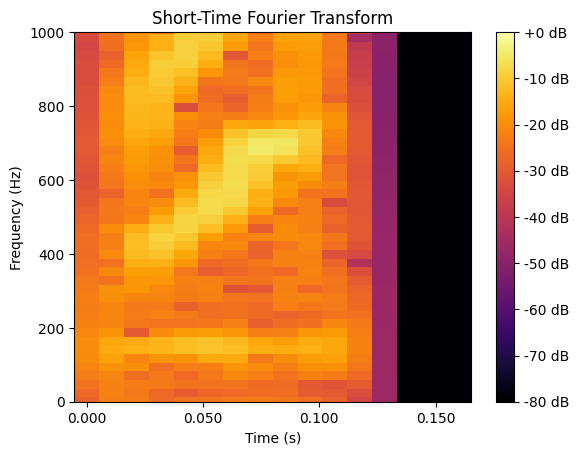 Short-Time Fourier Transform
1000
800
600
400
200
0
Frequency (Hz)
0.000
0.050
0.100
0.150
Time (s)
+0 dB
-10 dB
-20 dB
-30 dB
-40 dB
-50 dB
-60 dB
-70 dB
-80 dB